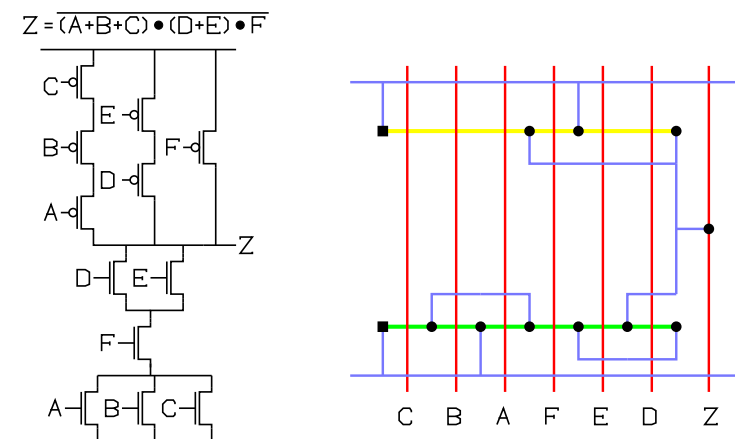 Z = (A+B+C) • (D+E) • F
C
E
B
F
D
A
Z
D
E
F
A
B
C
C B A F E D Z